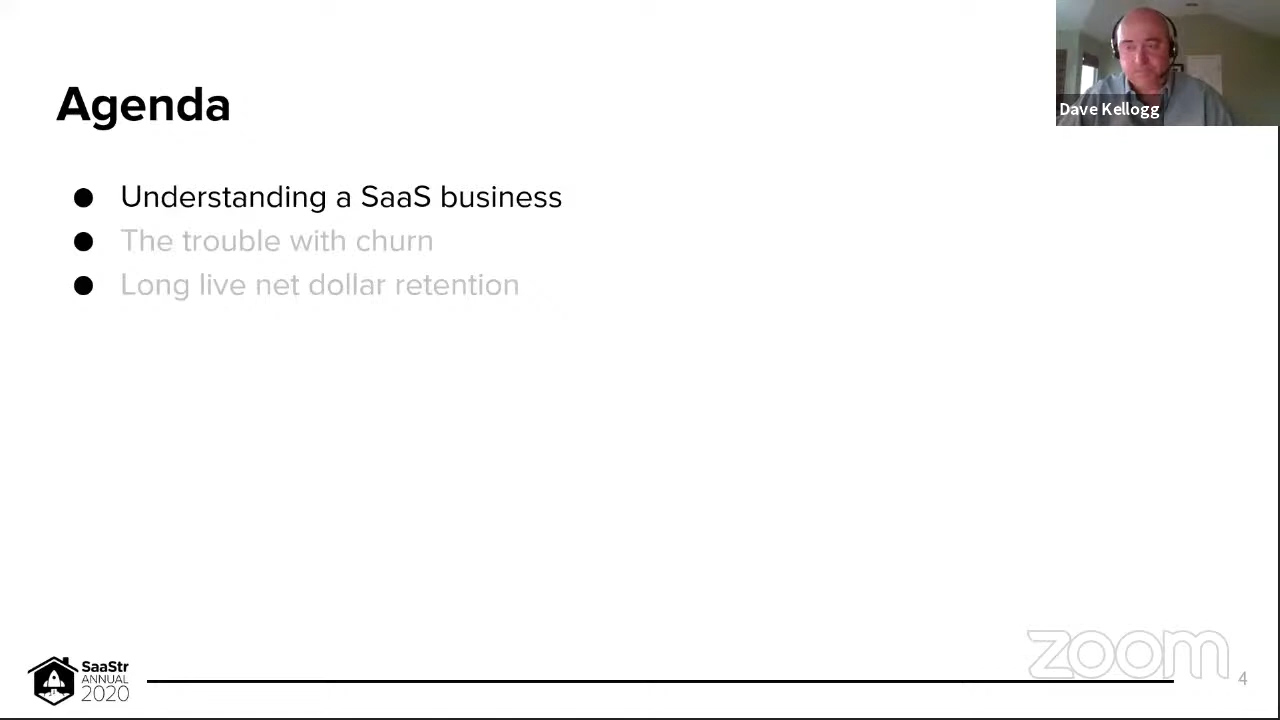 Agenda
Dave Kellogg
● Understanding a SaaS business
● The trouble with churn
● Long live net dollar retention
SaaStr
ANNUAL
2020
zoom
4